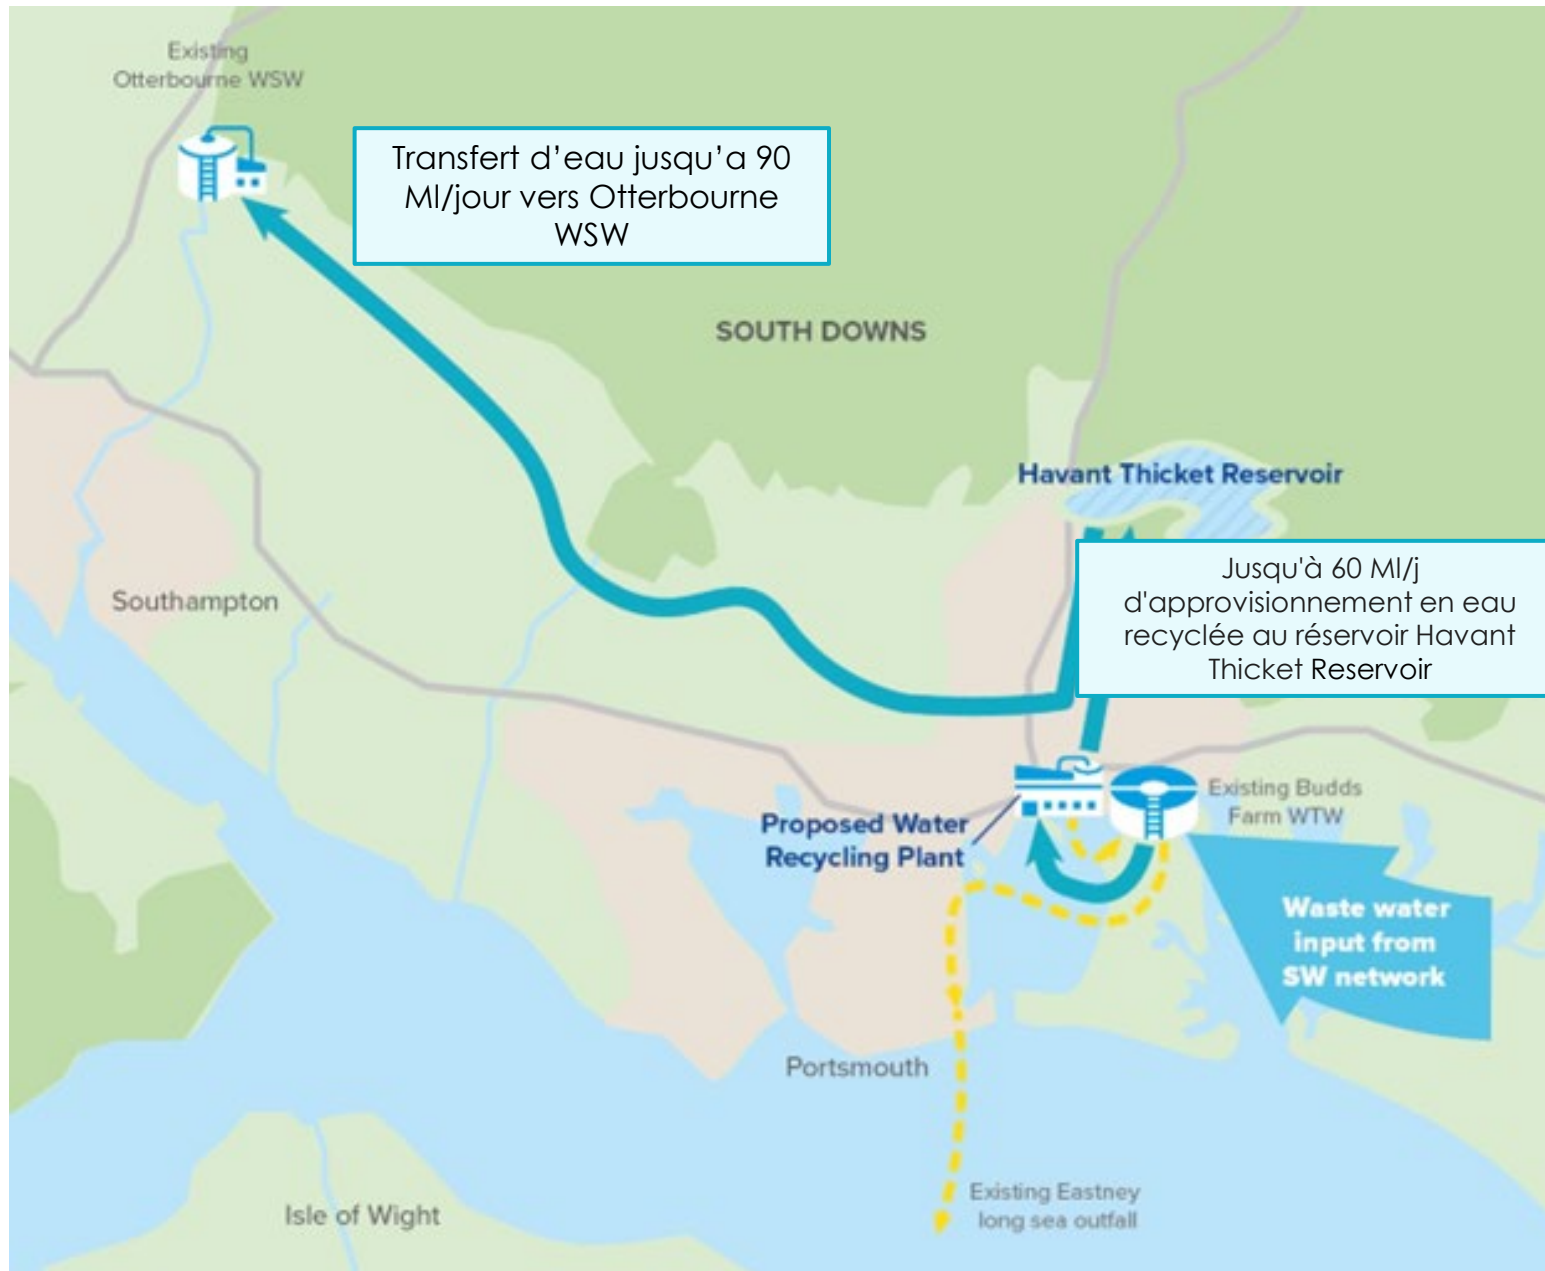 Existing
Otterbourne WSW
Transfert d’eau jusqu’a 90
Ml/jour vers Otterbourne
WSW
SOUTH DOWNS
Havant Thicket Reservoir
Jusqu'à 60 Ml/j
d'approvisionnement en eau
recyclée au réservoir Havant
Thicket Reservoir
Southampton
Existing Budds
Farm WTW
Proposed Water
Recycling Plant
Waste water
input from
SW network
Portsmouth
Existing Eastney
long sea outfall
Isle of Wight